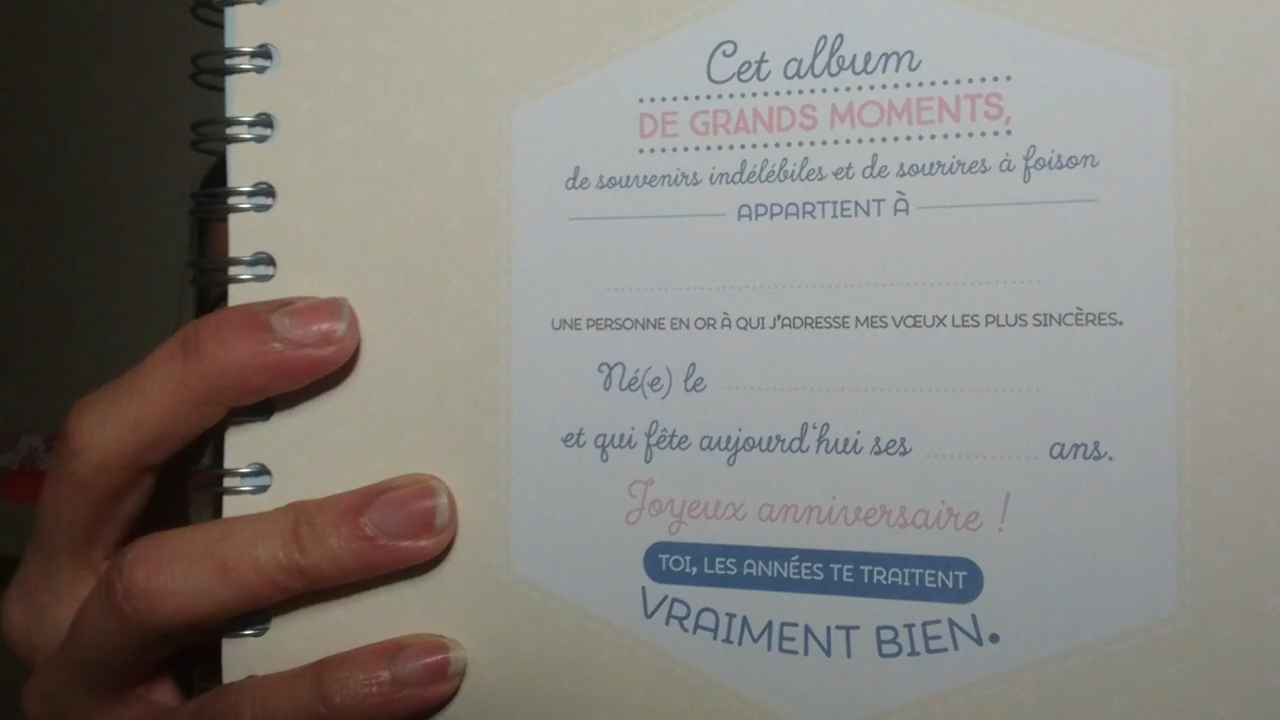 Cet album
DE GRANDS MOMENTS,
de souvenirs indélébiles et de sourires à foison
APPARTIENT À
UNE PERSONNE EN OR À QUI J'ADRESSE MES VŒUX LES PLUS SINCÈRES.
Né(e) le
et qui fête aujourd'hui ses ans.
Joyeux anniversaire !
TOI, LES ANNÉES TE TRAITENT
VRAIMENT BIEN.